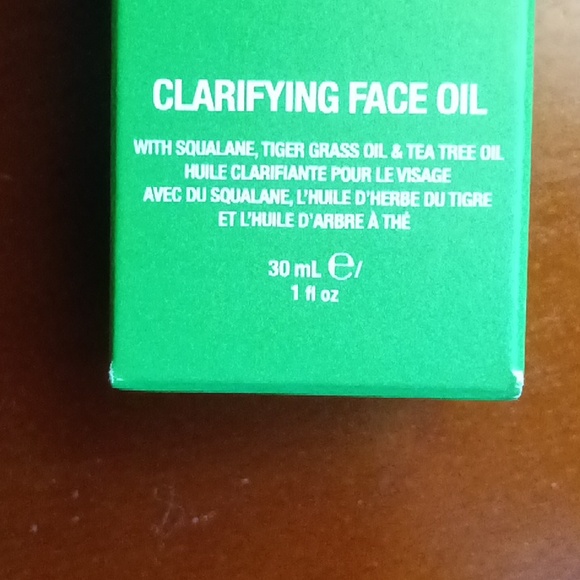 CLARIFYING FACE OIL
WITH SQUALANE, TIGER GRASS OIL & TEA TREE OIL
HUILE CLARIFIANTE POUR LE VISAGE
AVEC DU SQUALANE, L'HUILE D'HERBE DU TIGRE
ET L'HUILE D'ARBRE À THÉ
30 mL ℮/
1 fl oz